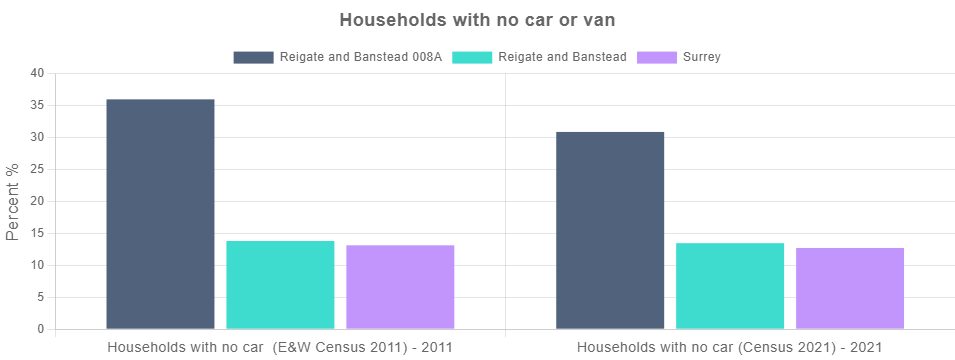 Households with no car or van
Reigate and Banstead 008A Reigate and Banstead Surrey
40
35
30
25
20
15
10
5
0
Percent %
Households with no car  (E&W Census 2011) - 2011 Households with no car (Census 2021) - 2021